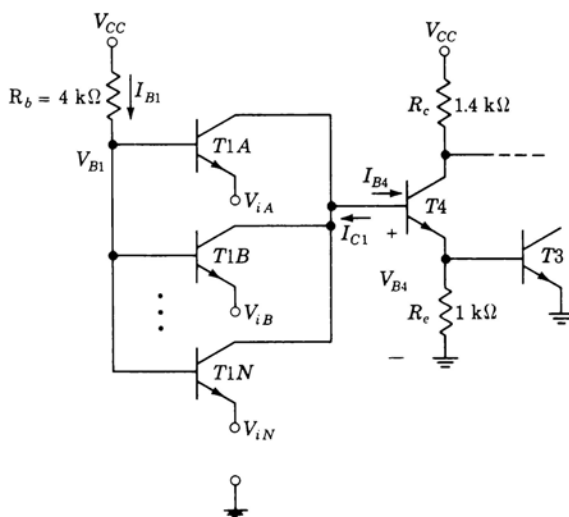 V_CC
R_b = 4 kΩ
I_B1
V_B1
T1A
V_iA
T1B
V_iB
T1N
V_iN
V_CC
R_c
1.4 kΩ
I_B4
T4
I_C1
+
T3
V_B4
R_e
1 kΩ
−